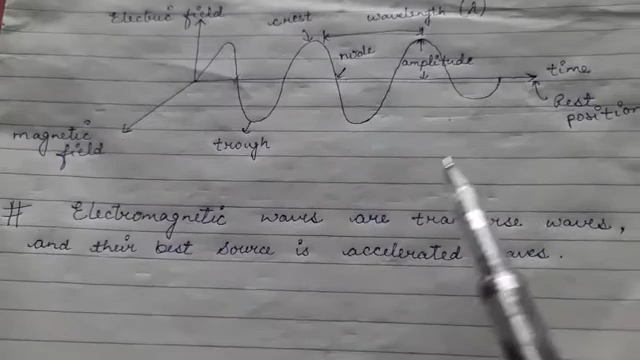 Electric field
crest
wavelength (λ)
node
amplitude
time
Rest
position
magnetic
field
trough
# Electromagnetic waves are
waves,
and their best source is accelerated